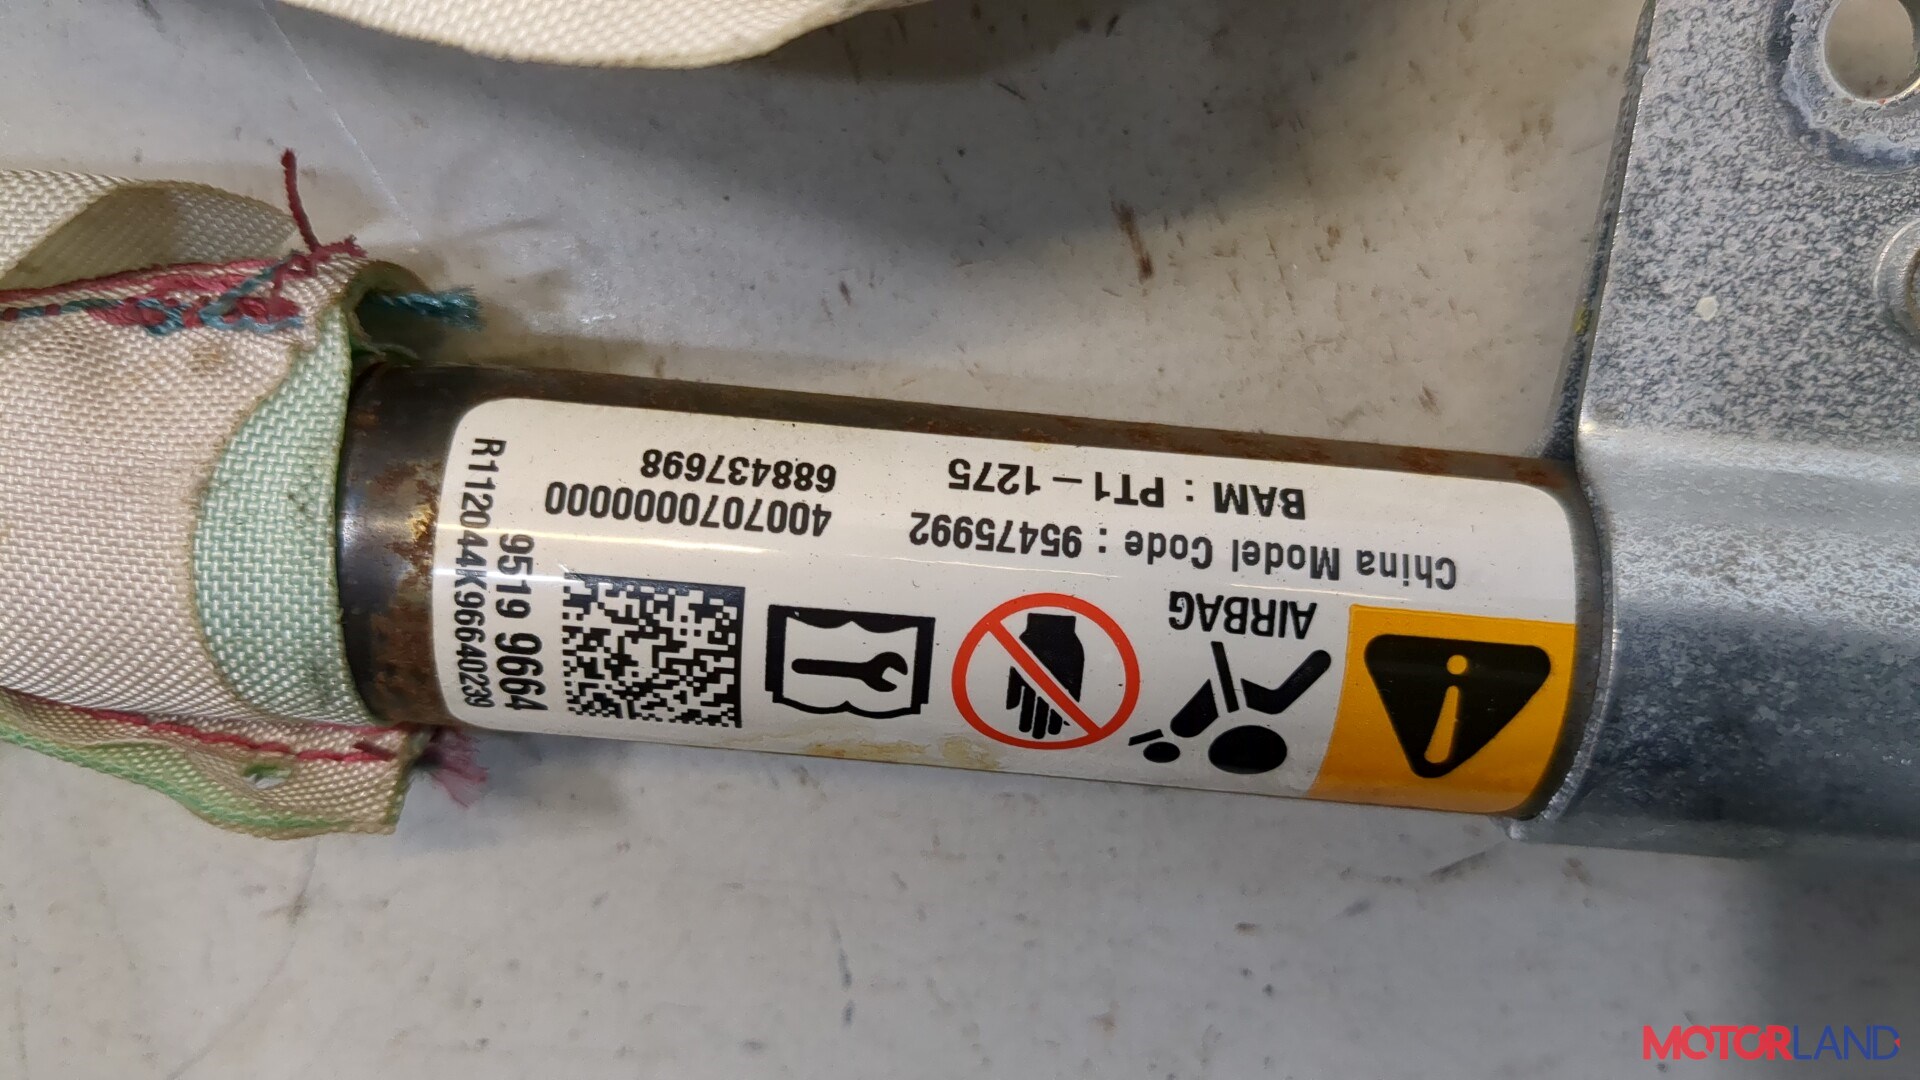 AIRBAG
China Model Code : 95475992
BAM : PT1-1275
400707000000
688437698
9519 9664
R112044K96640239
MOTORLAND